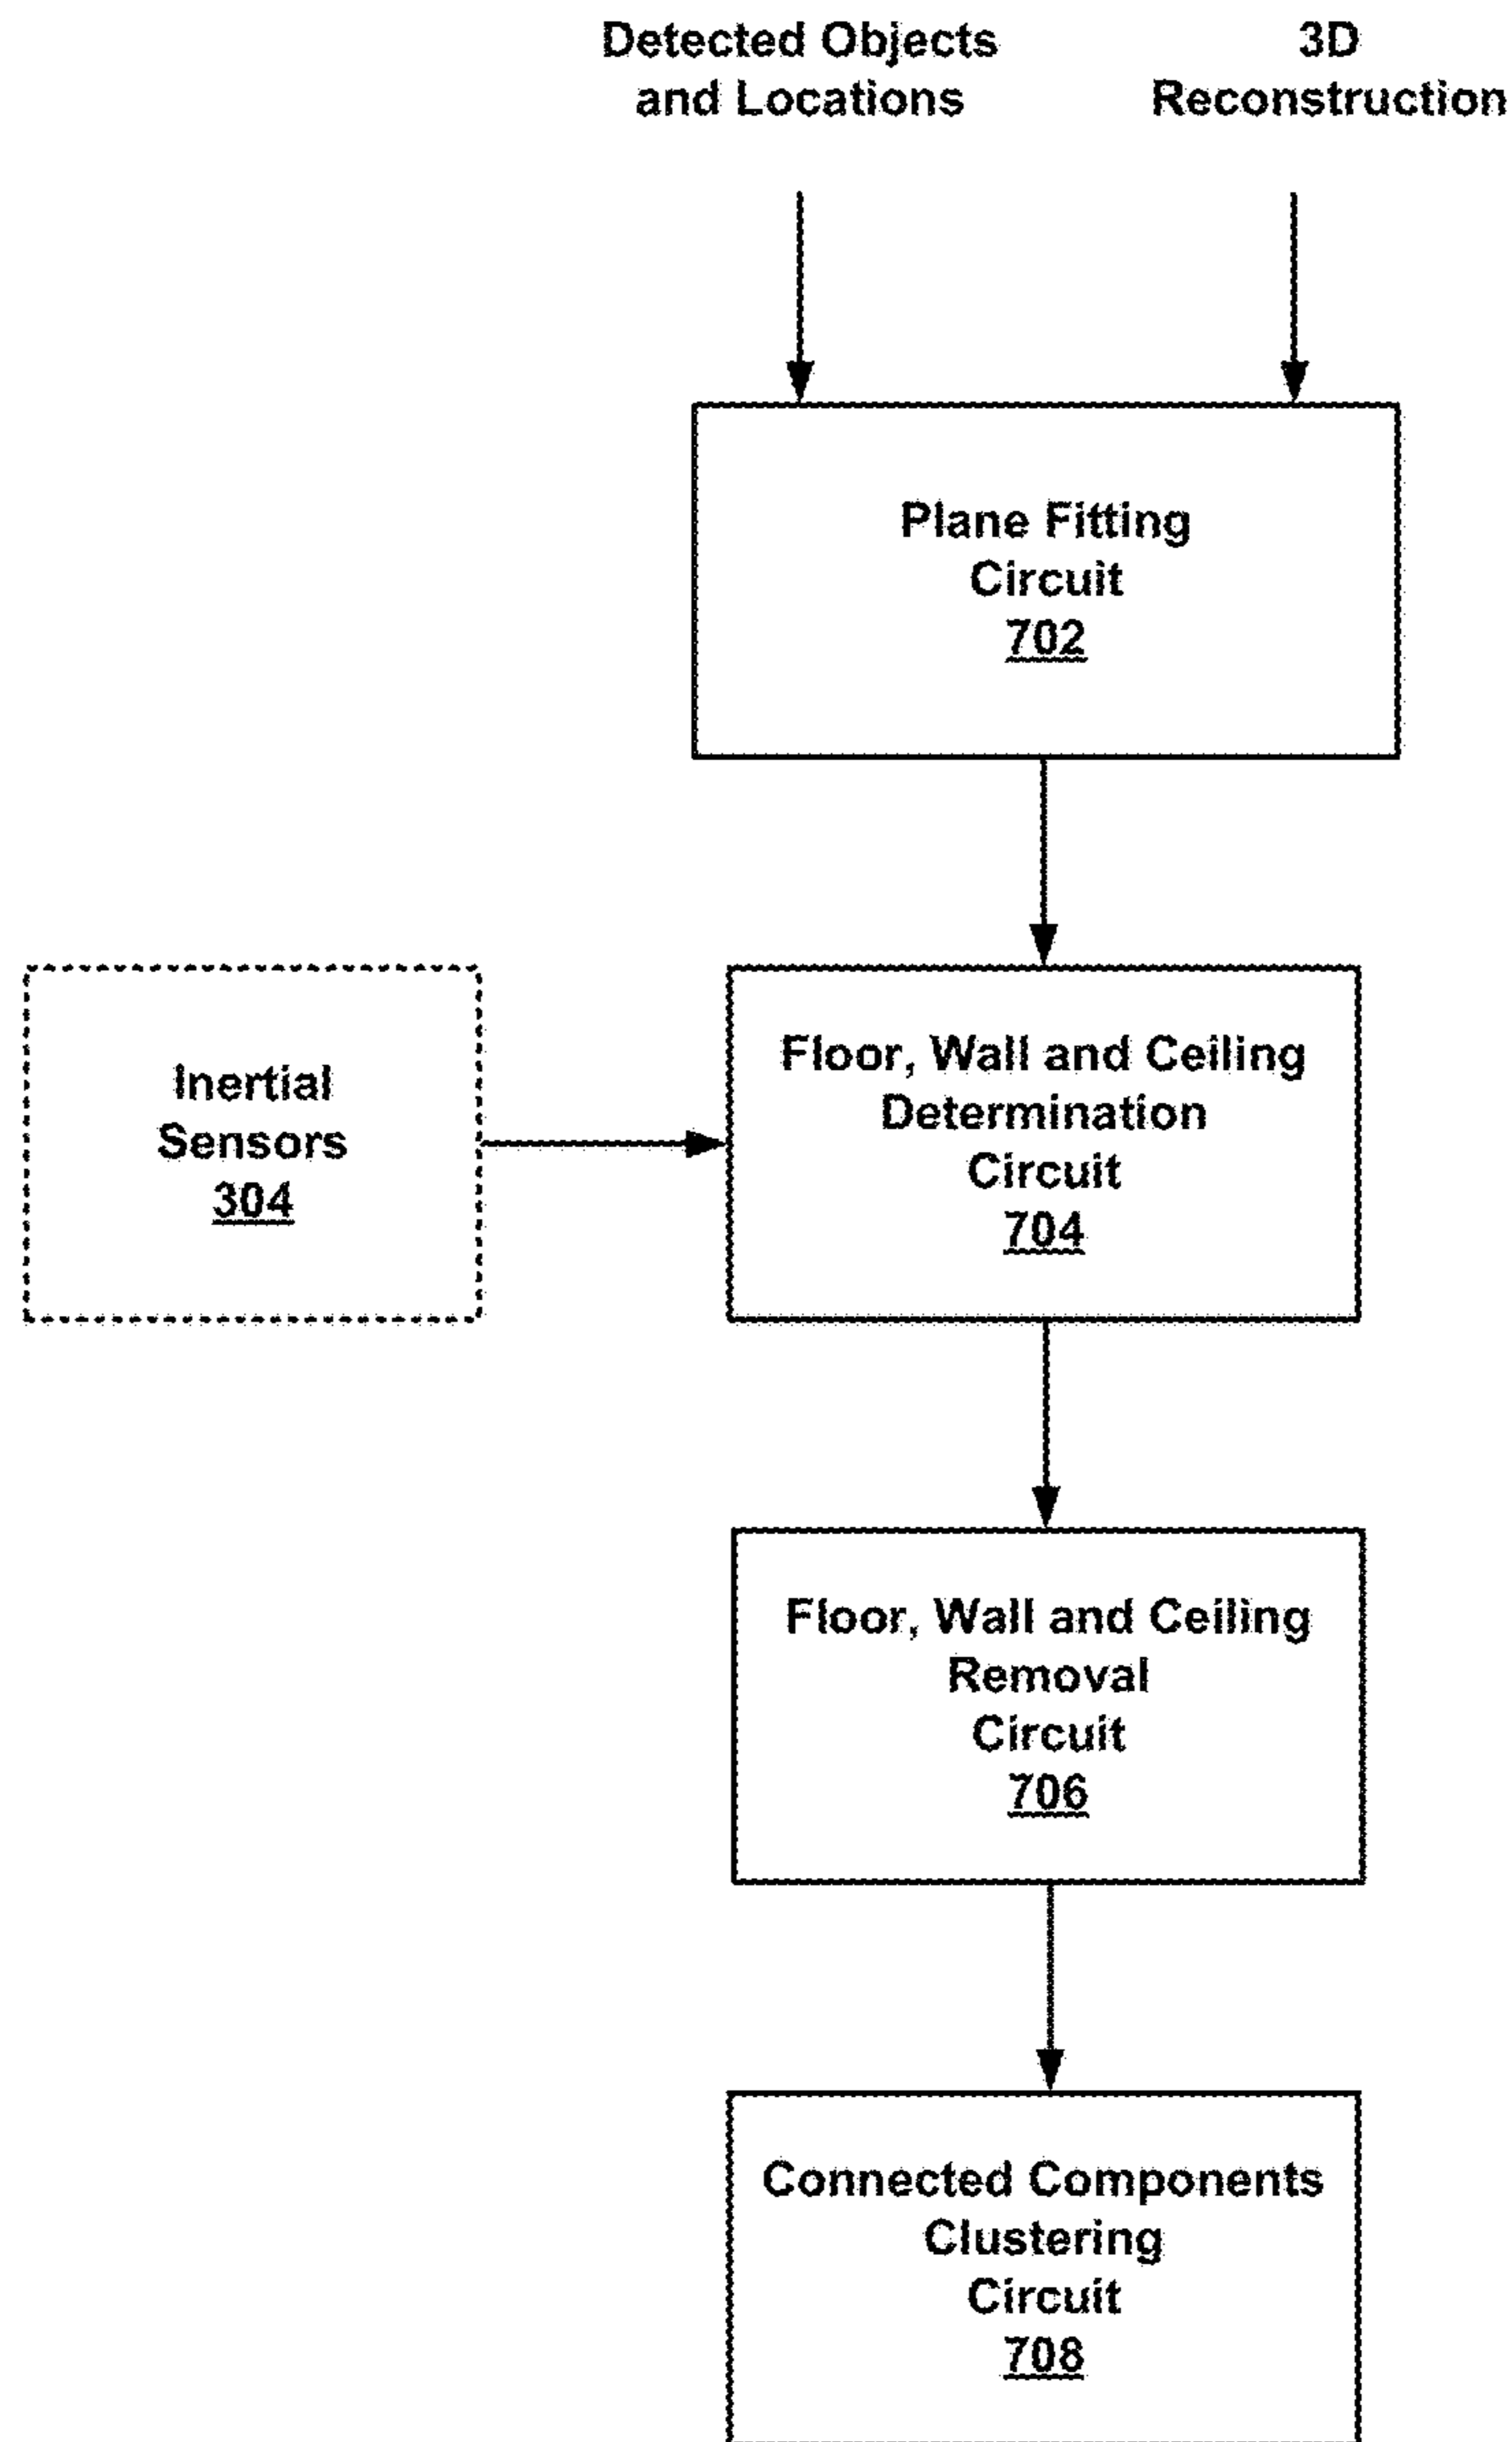 Detected Objects
and Locations
3D
Reconstruction
Plane Fitting
Circuit
702
Inertial
Sensors
304
Floor, Wall and Ceiling
Determination
Circuit
704
Floor, Wall and Ceiling
Removal
Circuit
706
Connected Components
Clustering
Circuit
708